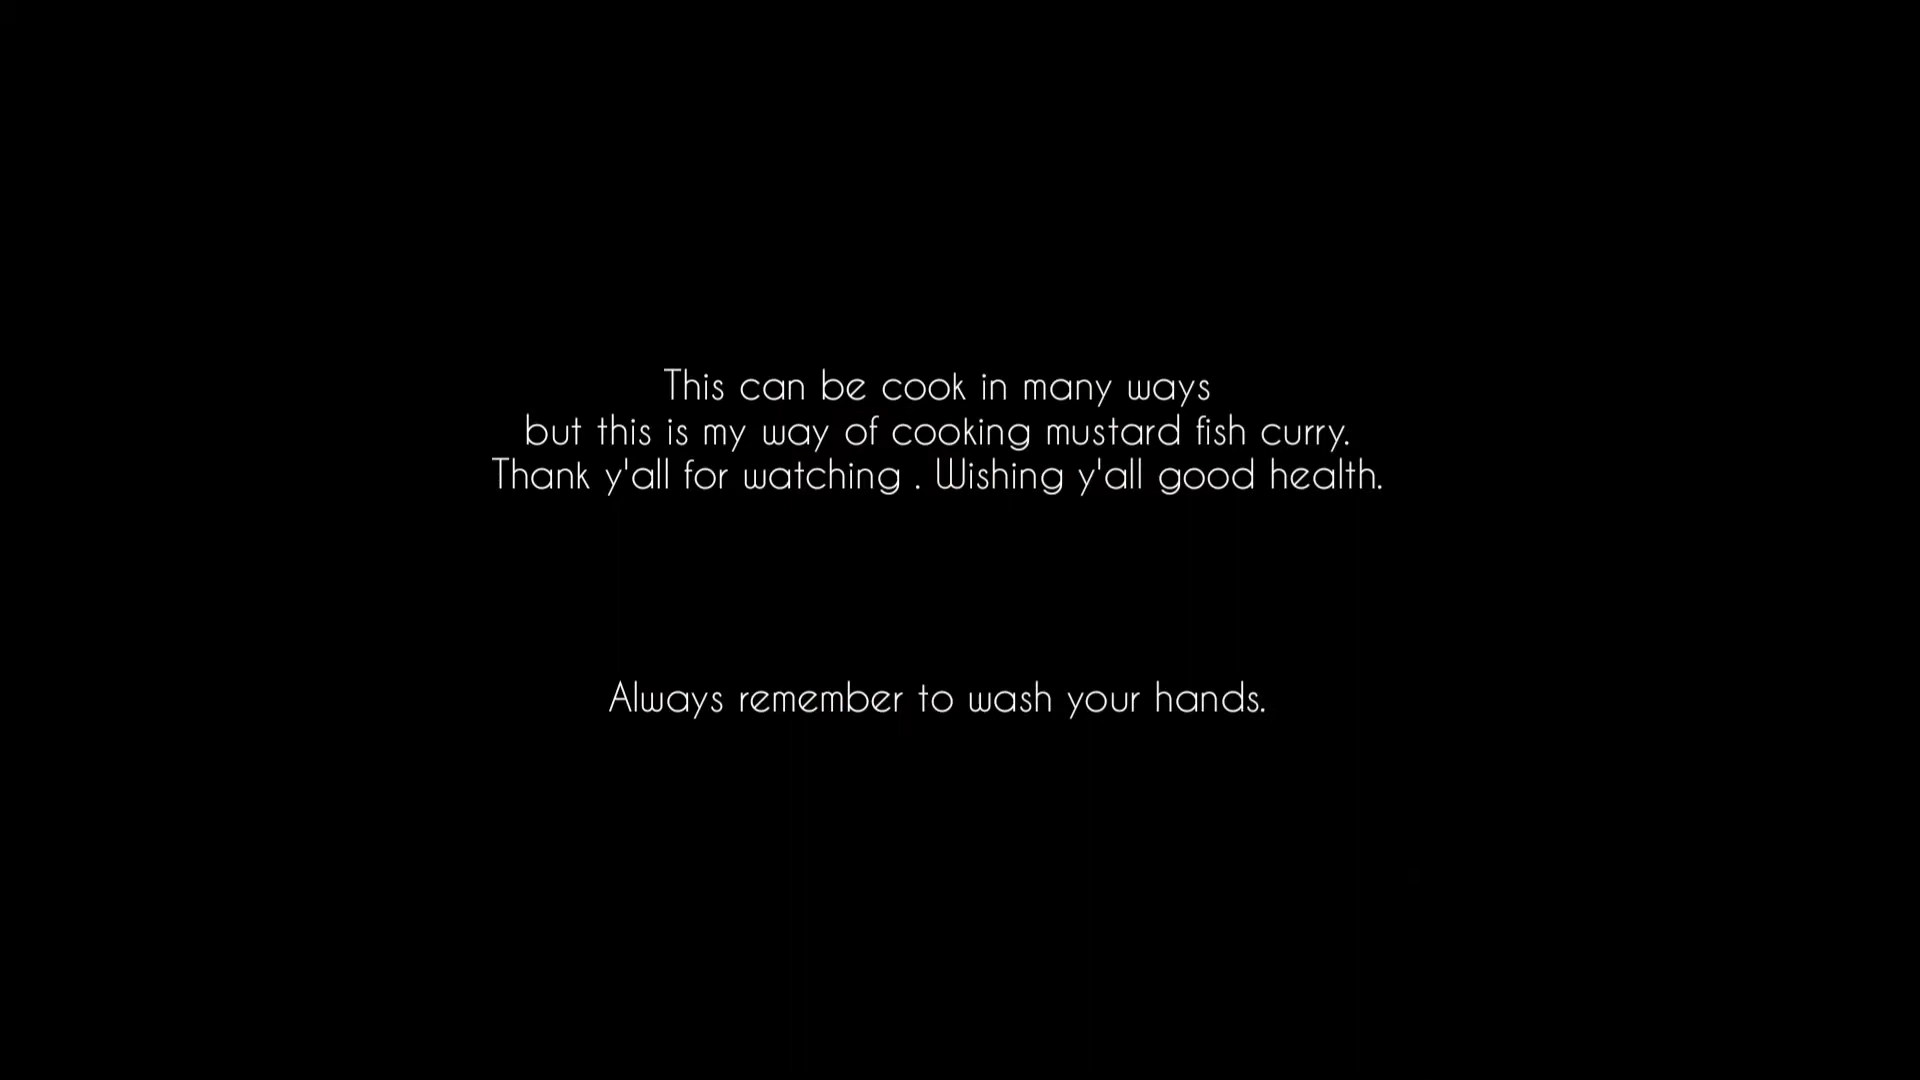 This can be cook in many ways
but this is my way of cooking mustard fish curry.
Thank y'all for watching . Wishing y'all good health.
Always remember to wash your hands.